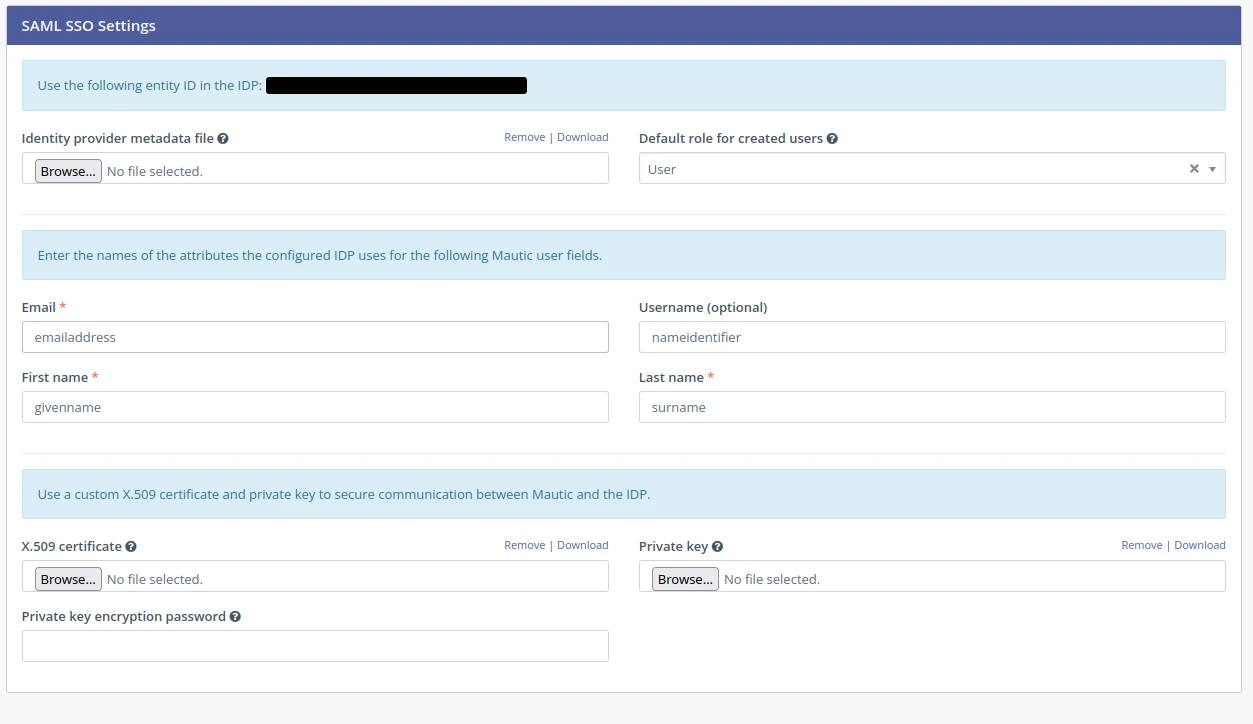 SAML SSO Settings
Use the following entity ID in the IDP:
Identity provider metadata file ?
Remove | Download
Default role for created users ?
Browse... No file selected.
User
Enter the names of the attributes the configured IDP uses for the following Mautic user fields.
Email *
Username (optional)
emailaddress
nameidentifier
First name *
Last name *
givenname
surname
Use a custom X.509 certificate and private key to secure communication between Mautic and the IDP.
X.509 certificate ?
Remove | Download
Private key ?
Remove | Download
Browse... No file selected.
Browse... No file selected.
Private key encryption password ?